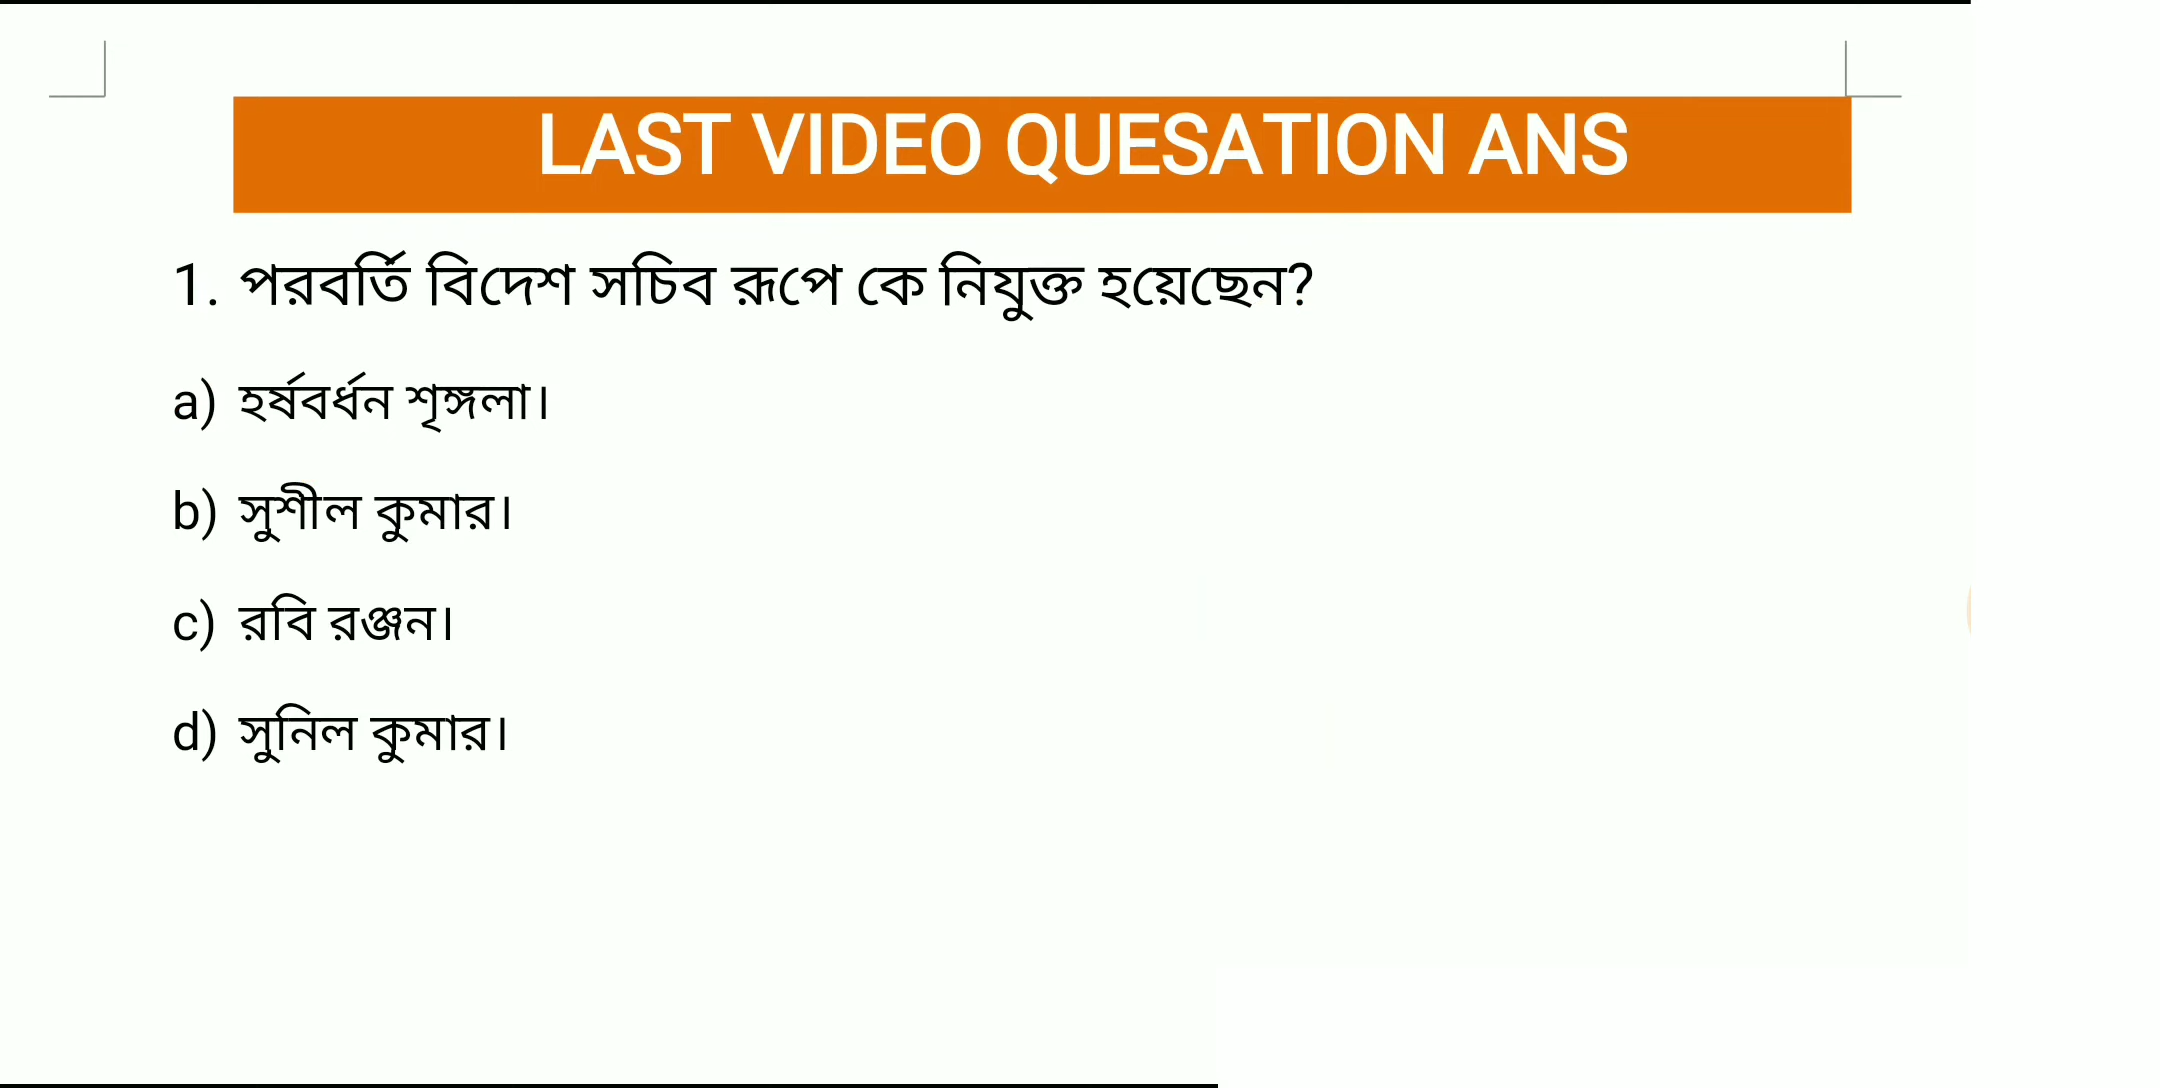 LAST VIDEO QUESATION ANS
1. পরবর্তি বিদেশ সচিব রূপে কে নিযুক্ত হয়েছেন?
a) হর্ষবর্ধন শৃঙ্গলা।
b) সুশীল কুমার।
c) রবি রঞ্জন।
d) সুনিল কুমার।